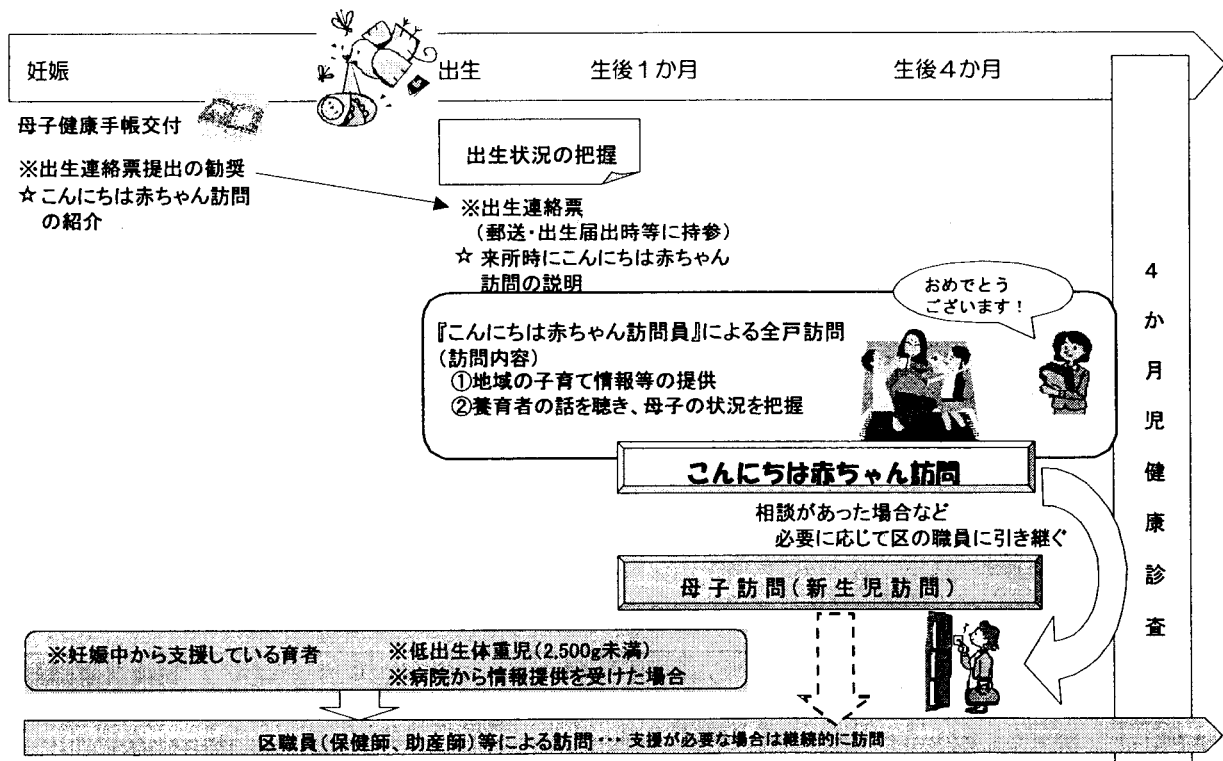 妊娠
出生
生後1か月
生後4か月
母子健康手帳交付
※出生連絡票提出の勧奨
☆こんにちは赤ちゃん訪問
の紹介
出生状況の把握
※出生連絡票
(郵送・出生届出時等に持参)
☆ 来所時にこんにちは赤ちゃん
訪問の説明
おめでとう
ございます!
『こんにちは赤ちゃん訪問員』による全戸訪問
(訪問内容)
①地域の子育て情報等の提供
②養育者の話を聴き、母子の状況を把握
こんにちは赤ちゃん訪問
相談があった場合など
必要に応じて区の職員に引き継ぐ
母子訪問(新生児訪問)
4か月児健康診査
※妊娠中から支援している育者
※低出生体重児(2,500g未満)
※病院から情報提供を受けた場合
区職員(保健師、助産師)等による訪問… 支援が必要な場合は継続的に訪問